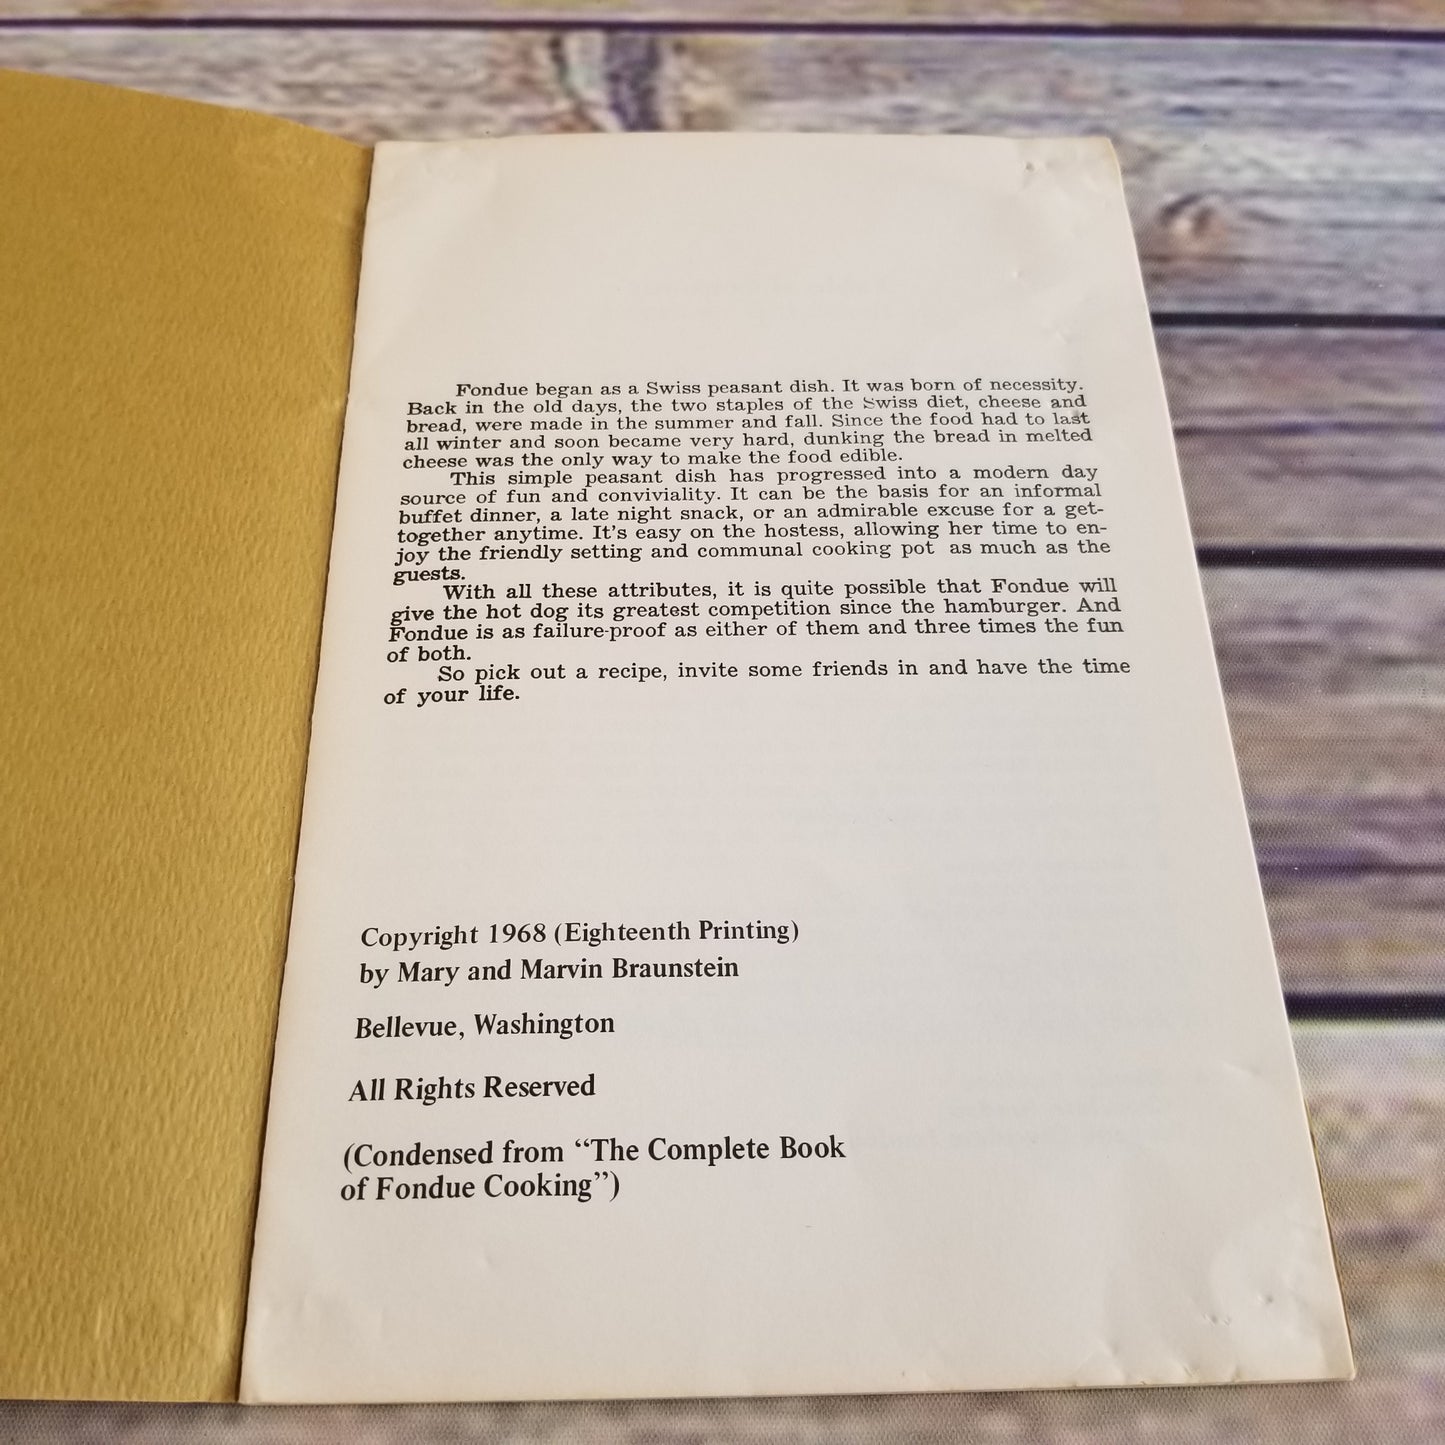 Fondue began as a Swiss peasant dish. It was born of necessity.
Back in the old days, the two staples of the Swiss diet, cheese and
bread, were made in the summer and fall. Since the food had to last
all winter and soon became very hard, dunking the bread in melted
cheese was the only way to make the food edible.
This simple peasant dish has progressed into a modern day
source of fun and conviviality. It can be the basis for an informal
buffet dinner, a late night snack, or an admirable excuse for a get-
together anytime. It's easy on the hostess, allowing her time to en-
joy the friendly setting and communal cooking pot as much as the
guests.
With all these attributes, it is quite possible that Fondue will
give the hot dog its greatest competition since the hamburger. And
Fondue is as failure-proof as either of them and three times the fun
of both.
So pick out a recipe, invite some friends in and have the time
of your life.
Copyright 1968 (Eighteenth Printing)
by Mary and Marvin Braunstein
Bellevue, Washington
All Rights Reserved
(Condensed from “The Complete Book
of Fondue Cooking”)